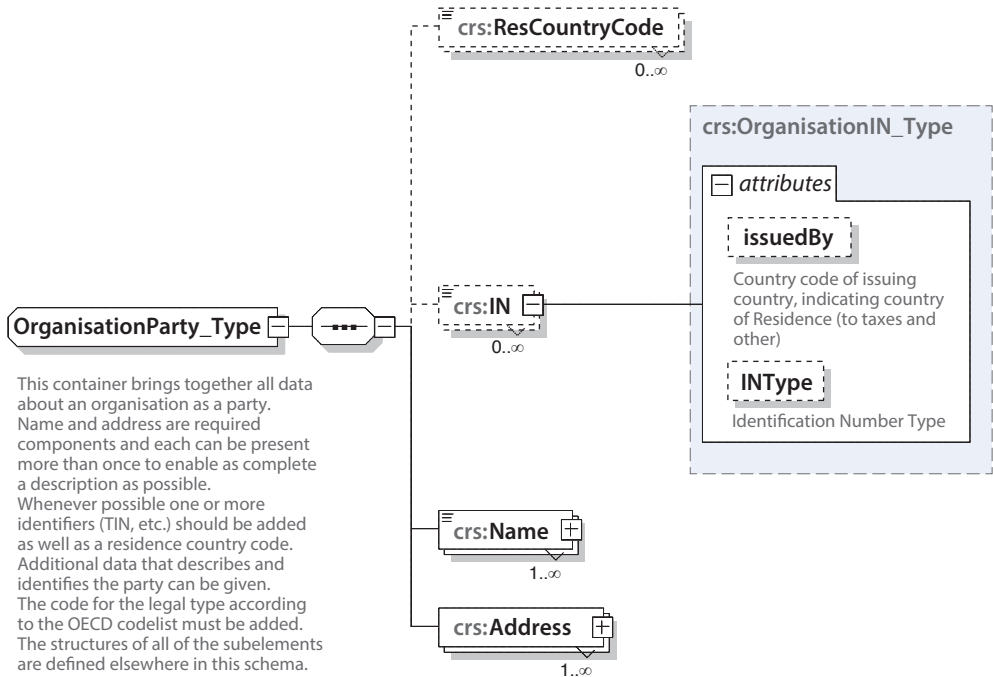 crs:ResCountryCode
0..∞
crs:OrganisationIN_Type
attributes
issuedBy
Country code of issuing
country, indicating country
of Residence (to taxes and
other)
crs:IN
0..∞
INType
Identification Number Type
OrganisationParty_Type
This container brings together all data
about an organisation as a party.
Name and address are required
components and each can be present
more than once to enable as complete
a description as possible.
Whenever possible one or more
identifiers (TIN, etc.) should be added
as well as a residence country code.
Additional data that describes and
identifies the party can be given.
The code for the legal type according
to the OECD codelist must be added.
The structures of all of the subelements
are defined elsewhere in this schema.
crs:Name
1..∞
crs:Address
1..∞